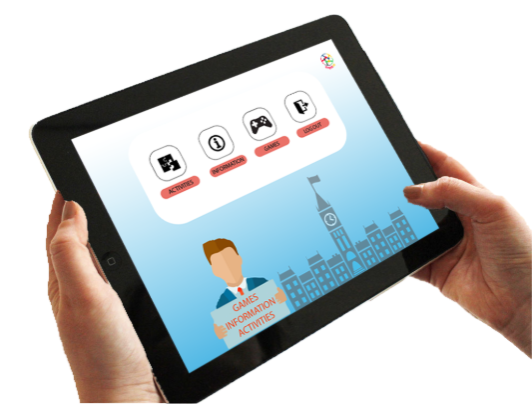 ACTIVITIES
INFORMATION
GAMES
LOGOUT
GAMES
INFORMATION
ACTIVITIES